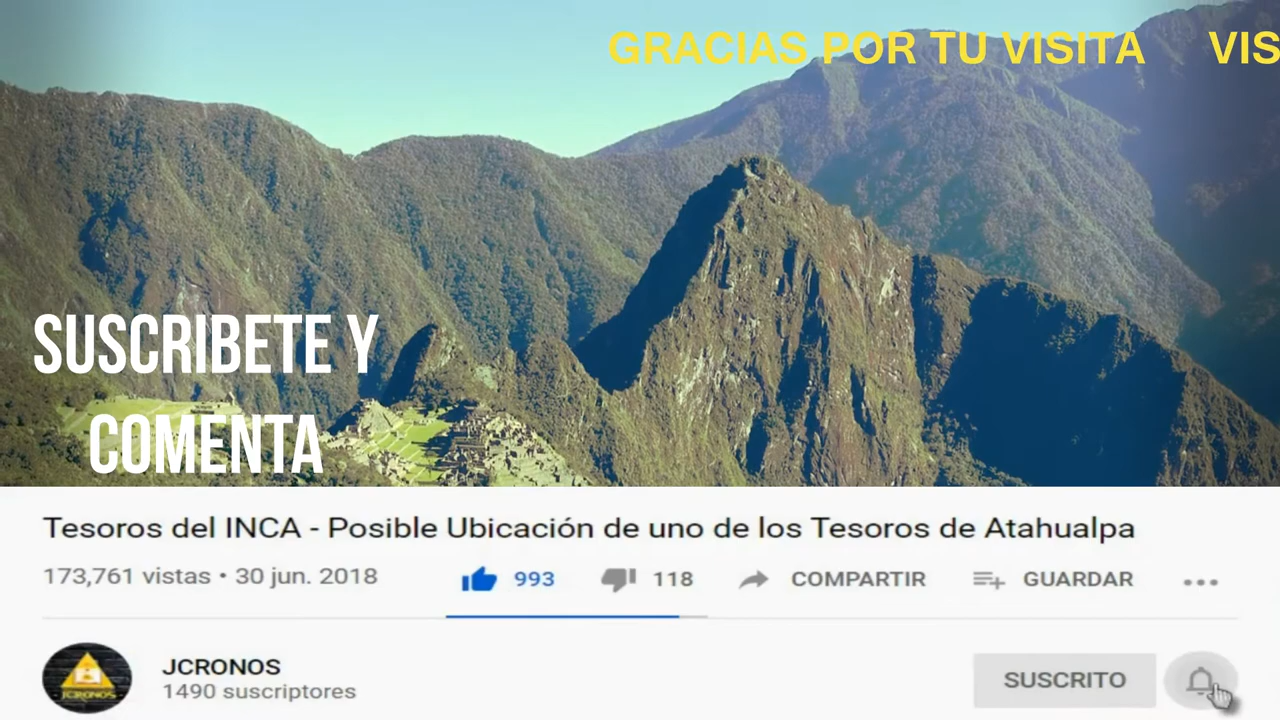 GRACIAS POR TU VISITA VIS
SUSCRIBETE Y
COMENTA
Tesoros del INCA - Posible Ubicación de uno de los Tesoros de Atahualpa
173,761 vistas • 30 jun. 2018 993 118 COMPARTIR GUARDAR
JCRONOS
JCRONOS
1490 suscriptores
SUSCRITO